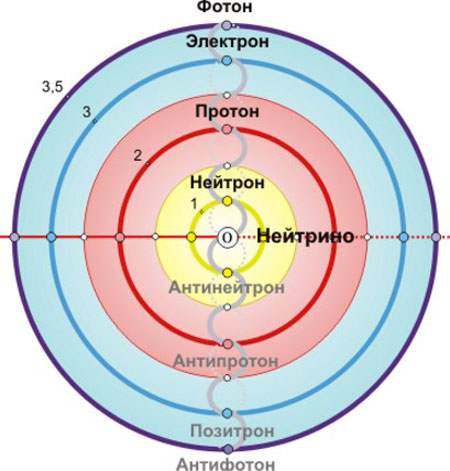 Фотон
Электрон
3,5
3
Протон
2
Нейтрон
1
0 Нейтрино
Антинейтрон
Антипротон
Позитрон
Антифотон